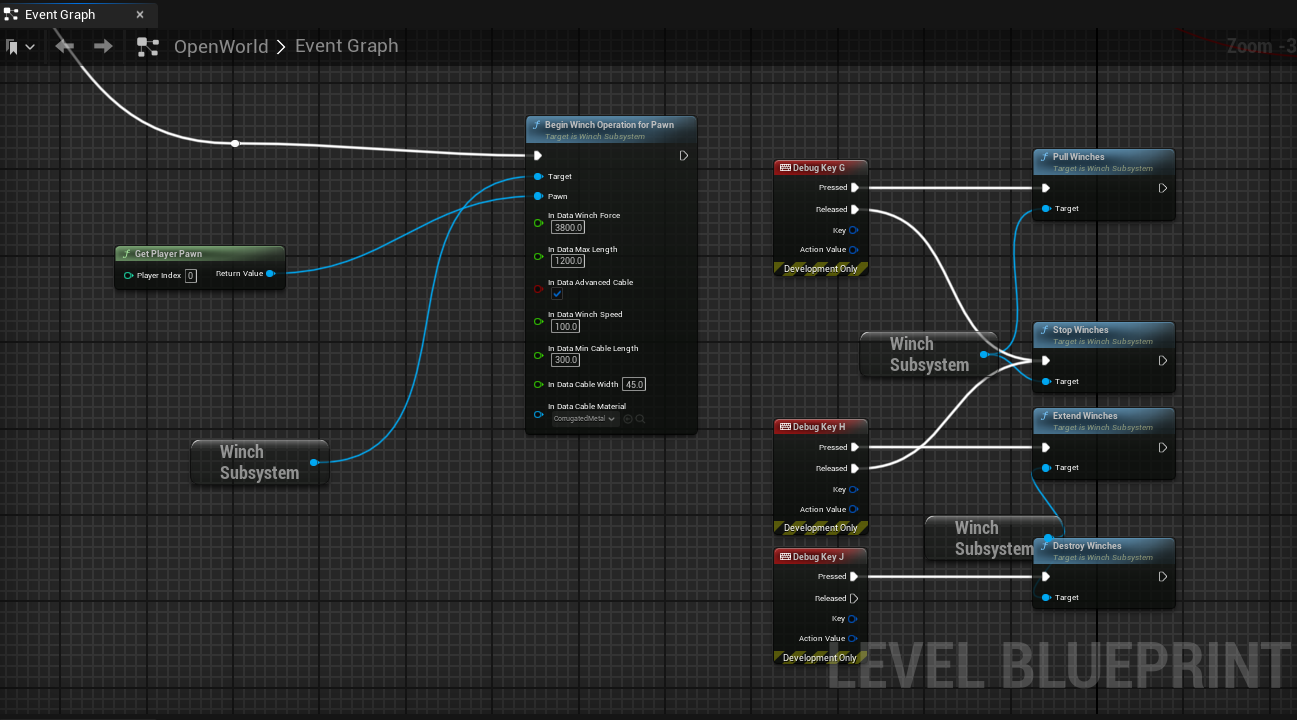 Event Graph
OpenWorld > Event Graph
Zoom -3
Begin Winch Operation for Pawn
Target is Winch Subsystem
Target
Pawn
In Data Winch Force
3800.0
In Data Max Length
1200.0
In Data Advanced Cable
In Data Winch Speed
100.0
In Data Min Cable Length
300.0
In Data Cable Width 45.0
In Data Cable Material
CorrugatedMetal
Get Player Pawn
Player Index 0
Return Value
Winch
Subsystem
Debug Key G
Pressed
Released
Key
Action Value
Development Only
Pull Winches
Target is Winch Subsystem
Target
Winch
Subsystem
Stop Winches
Target is Winch Subsystem
Target
Debug Key H
Pressed
Released
Key
Action Value
Development Only
Extend Winches
Target is Winch Subsystem
Target
Winch
Subsystem
Debug Key J
Pressed
Released
Key
Action Value
Development Only
Destroy Winches
Target is Winch Subsystem
Target
LEVEL BLUEPRINT